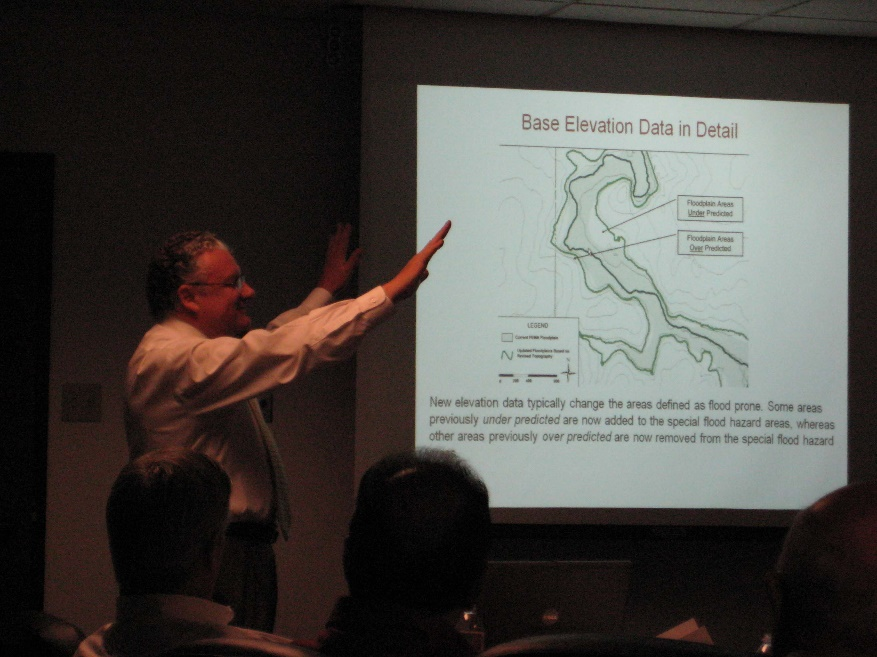 Base Elevation Data in Detail
Floodplain Areas
Under Predicted
Floodplain Areas
Over Predicted
LEGEND
Current FEMA Floodplain
Updated Floodplains Based on
Revised Topography
New elevation data typically change the areas defined as flood prone. Some areas
previously under predicted are now added to the special flood hazard areas, whereas
other areas previously over predicted are now removed from the special flood hazard